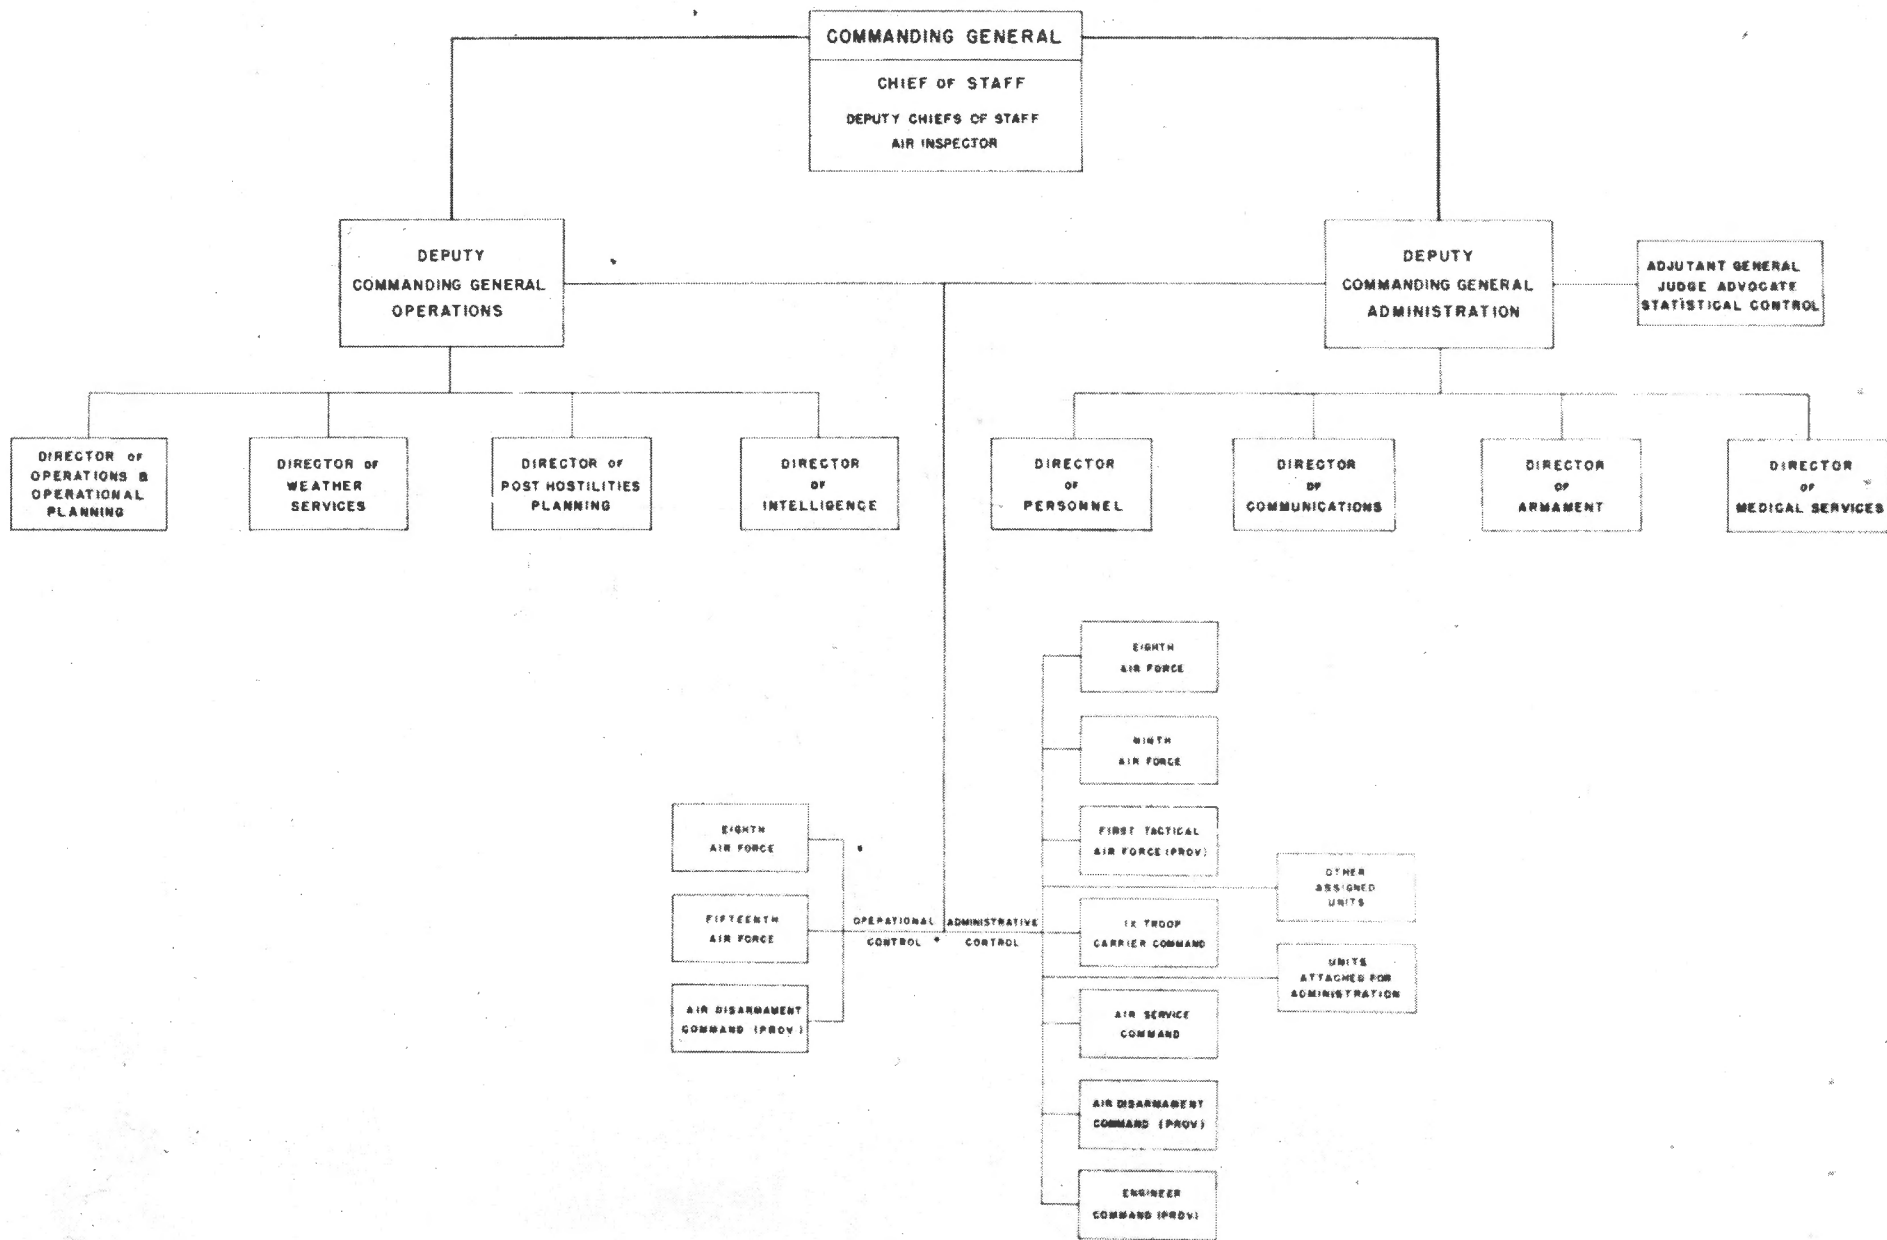 COMMANDING GENERAL
CHIEF OF STAFF
DEPUTY CHIEFS OF STAFF
AIR INSPECTOR
DEPUTY
COMMANDING GENERAL
OPERATIONS
DEPUTY
COMMANDING GENERAL
ADMINISTRATION
ADJUTANT GENERAL
JUDGE ADVOCATE
STATISTICAL CONTROL
DIRECTOR OF
OPERATIONS &
OPERATIONAL
PLANNING
DIRECTOR OF
WEATHER
SERVICES
DIRECTOR OF
POST HOSTILITIES
PLANNING
DIRECTOR
OF
INTELLIGENCE
DIRECTOR
OF
PERSONNEL
DIRECTOR
OF
COMMUNICATIONS
DIRECTOR
OF
ARMAMENT
DIRECTOR
OF
MEDICAL SERVICES
EIGHTH
AIR FORCE
FIFTEENTH
AIR FORCE
AIR DISARMAMENT
COMMAND (PROV.)
OPERATIONAL
CONTROL
ADMINISTRATIVE
CONTROL
EIGHTH
AIR FORCE
NINTH
AIR FORCE
FIRST TACTICAL
AIR FORCE (PROV)
OTHER
ASSIGNED
UNITS
IX TROOP
CARRIER COMMAND
UNITS
ATTACHED FOR
ADMINISTRATION
AIR SERVICE
COMMAND
AIR DISARMAMENT
COMMAND (PROV)
ENGINEER
COMMAND (PROV)